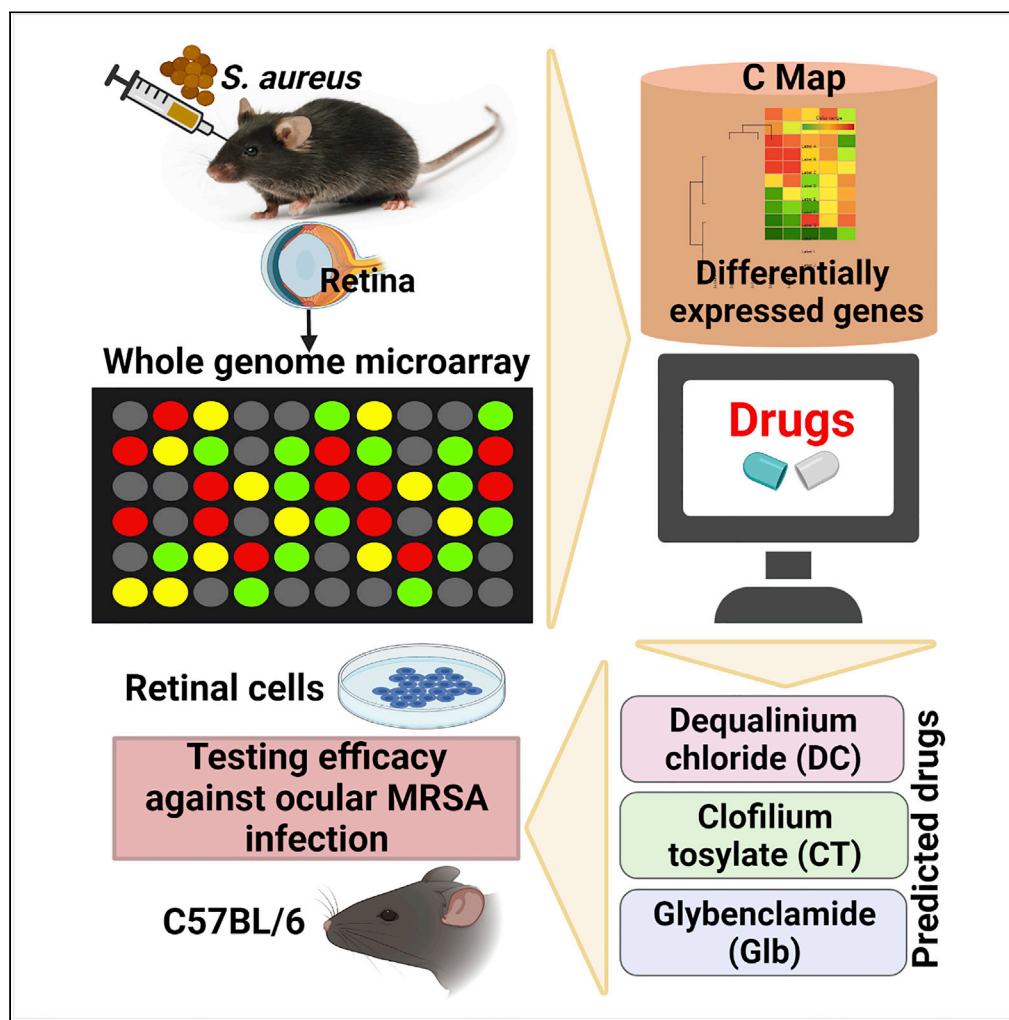 S. aureus
Retina
Whole genome microarray
C Map
Differentially
expressed genes
Drugs
Predicted drugs
Dequalinium
chloride (DC)
Clofilium
tosylate (CT)
Glybenclamide
(Glb)
Retinal cells
Testing efficacy
against ocular MRSA
infection
C57BL/6